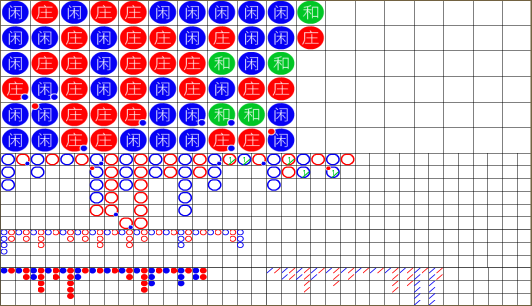 闲 庄 闲 庄 庄 闲 闲 闲 闲 闲 和
闲 闲 庄 闲 庄 庄 闲 庄 闲 闲 庄
闲 庄 庄 闲 庄 庄 庄 和 闲 和
庄 闲 闲 庄 闲 庄 闲 闲 庄 庄
闲 闲 庄 庄 庄 闲 闲 和 和 闲
闲 闲 庄 庄 闲 闲 闲 庄 庄 闲